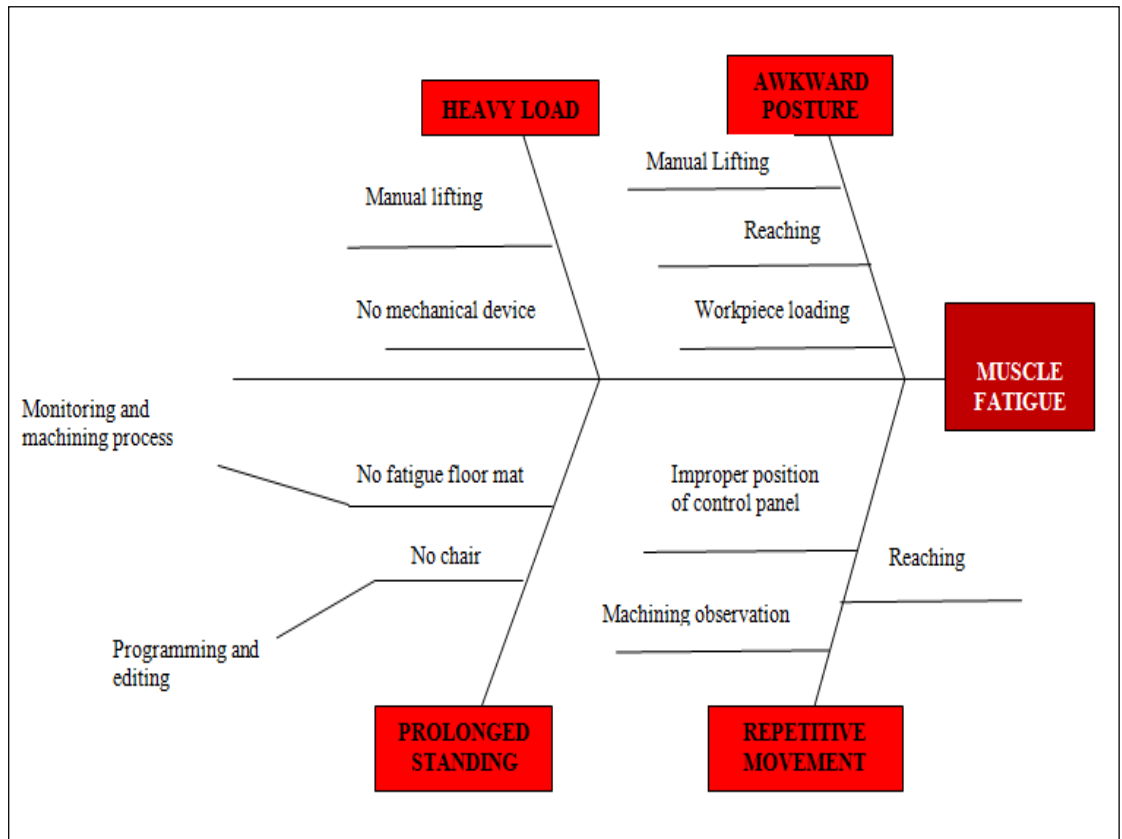 HEAVY LOAD
AWKWARD
POSTURE
Manual lifting
Manual Lifting
Reaching
No mechanical device
Workpiece loading
MUSCLE
FATIGUE
Monitoring and
machining process
No fatigue floor mat
Improper position
of control panel
No chair
Reaching
Machining observation
Programming and
editing
PROLONGED
STANDING
REPETITIVE
MOVEMENT